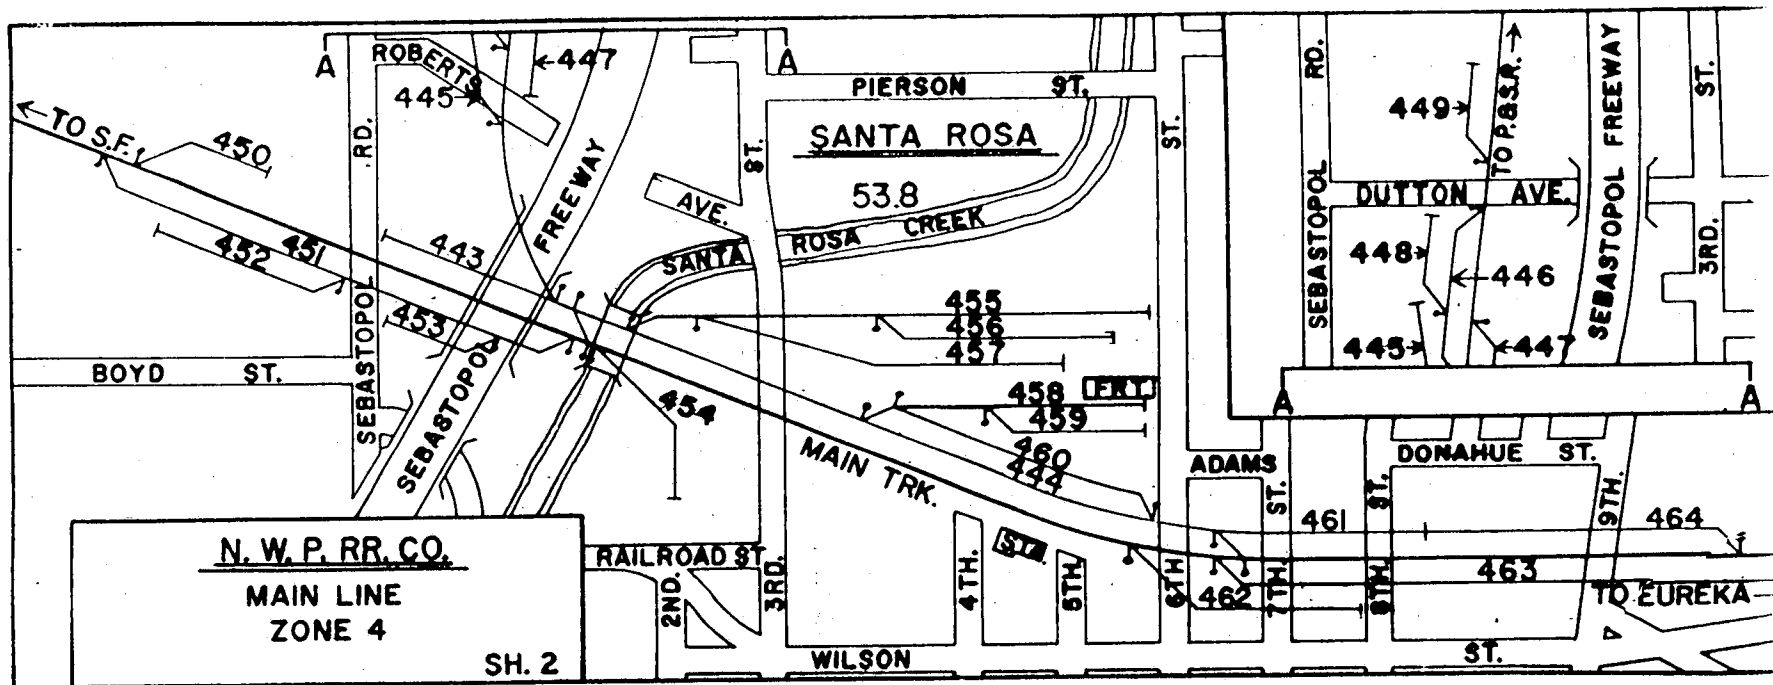 A
ROBERTS
←447
445→
A
PIERSON ST.
RD.
449→
TO P.&S.R. →
SEBASTOPOL FREEWAY
ST.
← TO S.F.
450
RD.
ST.
SANTA ROSA
ST.
FREEWAY
AVE.
53.8
SEBASTOPOL
DUTTON AVE.
452
451
443
SANTA ROSA CREEK
448→
←446
3RD.
SEBASTOPOL
453
455
456
457
445→
←447
BOYD ST.
SEBASTOPOL
454
458
FRT
459
A
A
460
444
MAIN TRK.
ADAMS
ST.
ST.
DONAHUE ST.
9TH.
461
464
N. W. P. RR. CO.
MAIN LINE
ZONE 4
SH. 2
RAILROAD ST.
2ND.
3RD.
4TH.
ST.
5TH.
6TH
462
7TH.
8TH.
463
TO EUREKA
WILSON
ST.